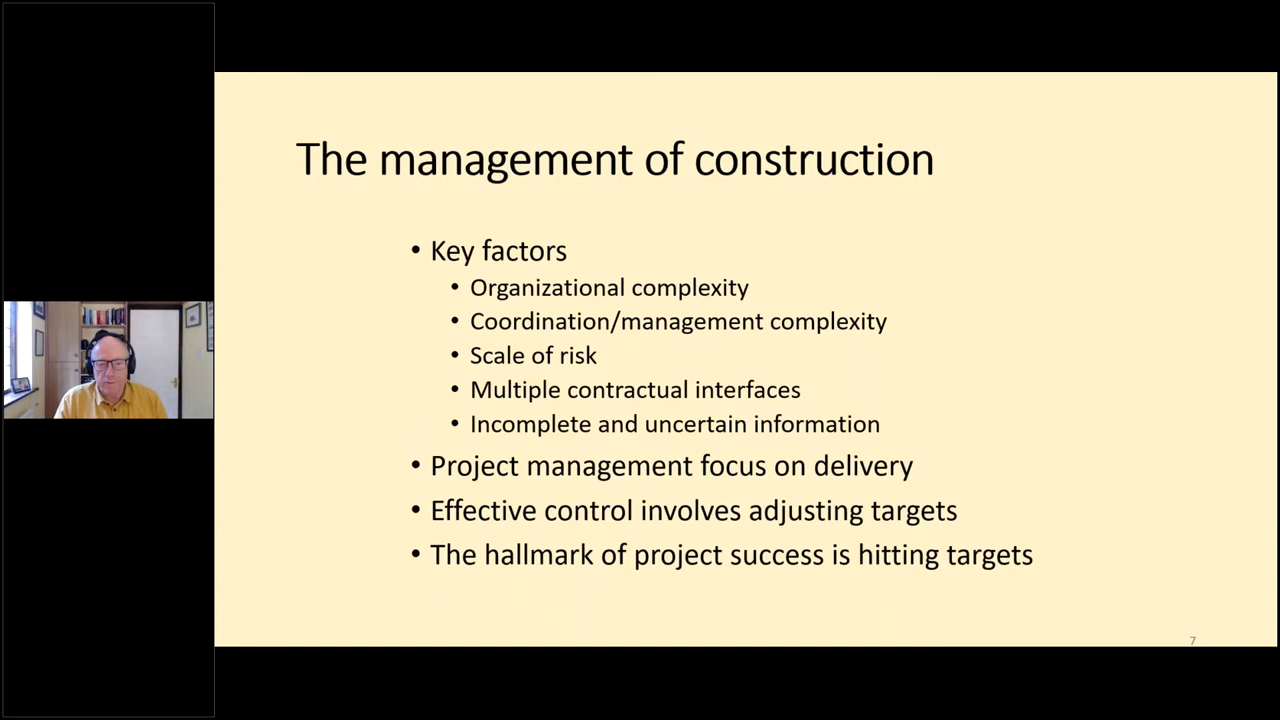 The management of construction
• Key factors
• Organizational complexity
• Coordination/management complexity
• Scale of risk
• Multiple contractual interfaces
• Incomplete and uncertain information
• Project management focus on delivery
• Effective control involves adjusting targets
• The hallmark of project success is hitting targets
7